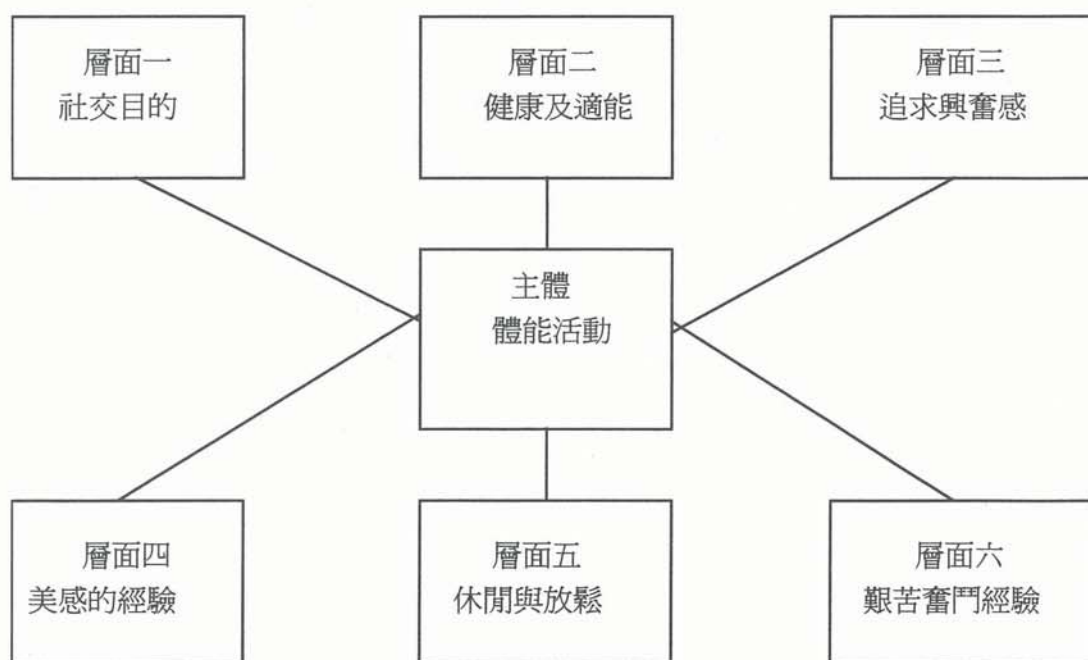 層面一
社交目的
層面二
健康及適能
層面三
追求興奮感
主體
體能活動
層面四
美感的經驗
層面五
休閒與放鬆
層面六
艱苦奮鬥經驗